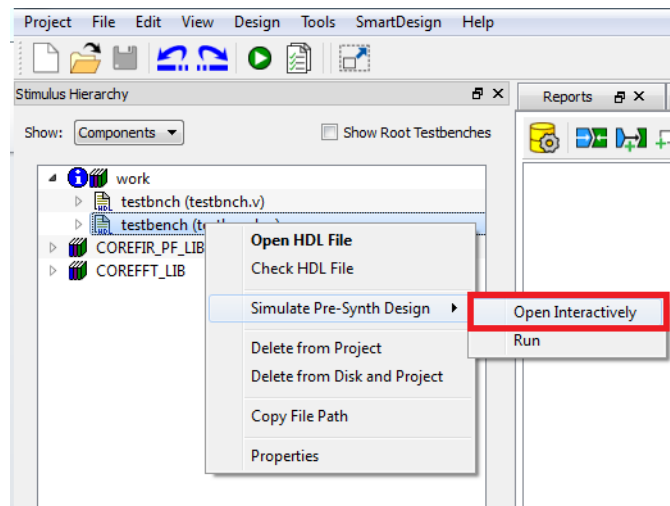 Project File Edit View Design Tools SmartDesign Help
Stimulus Hierarchy
Reports
Show: Components
Show Root Testbenches
work
testbnch (testbnch.v)
testbench (
COREFIR_PF_LIB
COREFFT_LIB
Open HDL File
Check HDL File
Simulate Pre-Synth Design
Open Interactively
Run
Delete from Project
Delete from Disk and Project
Copy File Path
Properties